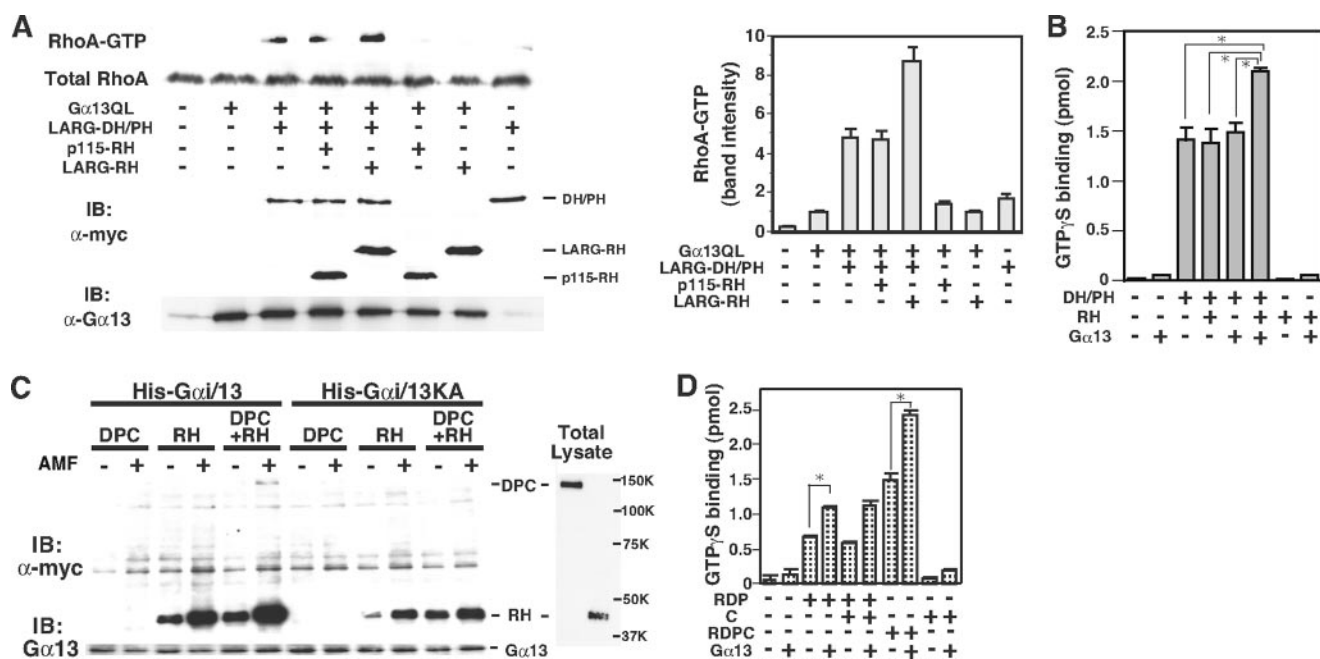 A
RhoA-GTP
Total RhoA
Gα13QL - + + + + + + -
LARG-DH/PH - - + + + - - +
p115-RH - - - + - + - -
LARG-RH - - - - + - + -
IB:
α-myc
DH/PH
LARG-RH
p115-RH
IB:
α-Gα13
RhoA-GTP
(band intensity)
10
8
6
4
2
0
Gα13QL - + + + + + + -
LARG-DH/PH - - + + + - - +
p115-RH - - - + - + - -
LARG-RH - - - - + - + -
B
GTPγS binding (pmol)
2.5
2.0
1.5
1.0
0.5
0
* * *
DH/PH - - + + + + - -
RH - - - + - + + +
Gα13 - + - - + + - +
C
His-Gαi/13 His-Gαi/13KA
DPC RH DPC +RH DPC RH DPC +RH
AMF - + - + - + - + - + - +
Total
Lysate
DPC
150K
100K
75K
50K
37K
IB:
α-myc
RH
IB:
Gα13
Gα13
D
GTPγS binding (pmol)
2.5
2.0
1.5
1.0
0.5
0
* *
RDP - - + + + + - - - -
C - - - - + + - - + +
RDPC - - - - - - + + - -
Gα13 - + - + - + - + - +